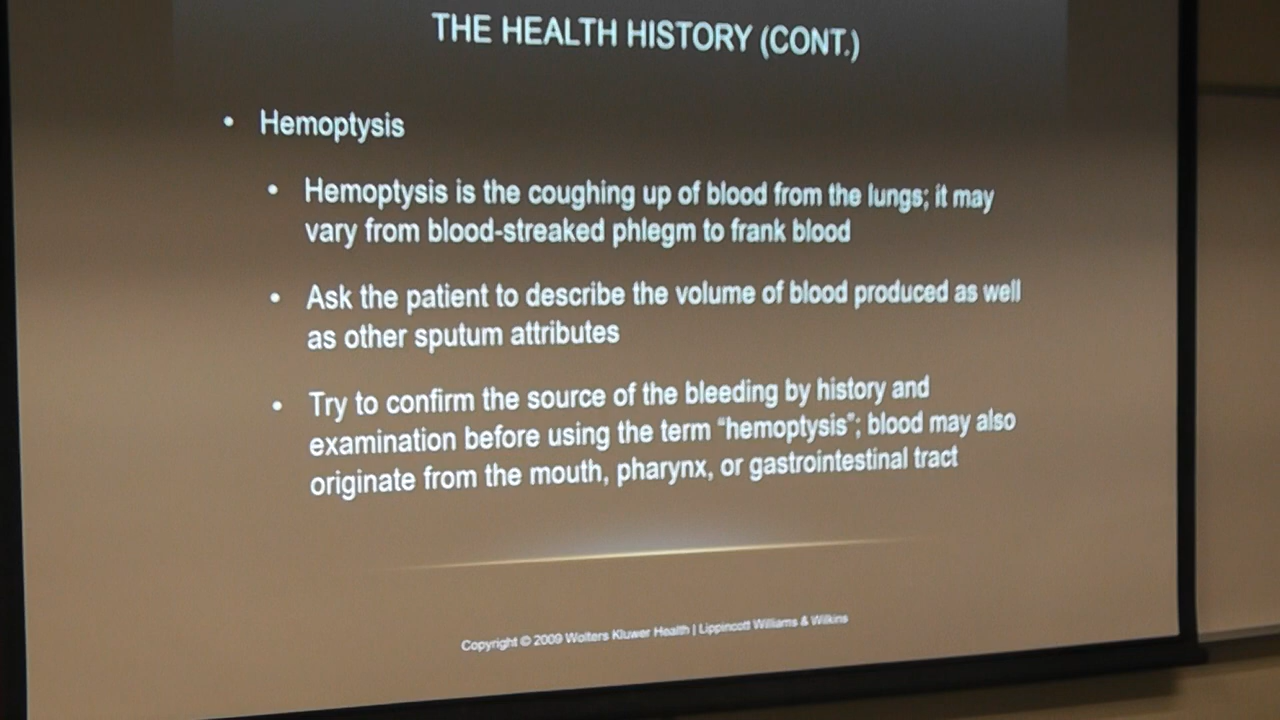 THE HEALTH HISTORY (CONT.)
• Hemoptysis
• Hemoptysis is the coughing up of blood from the lungs; it may
vary from blood-streaked phlegm to frank blood
• Ask the patient to describe the volume of blood produced as well
as other sputum attributes
• Try to confirm the source of the bleeding by history and
examination before using the term “hemoptysis”; blood may also
originate from the mouth, pharynx, or gastrointestinal tract
Copyright © 2009 Wolters Kluwer Health | Lippincott Williams & Wilkins